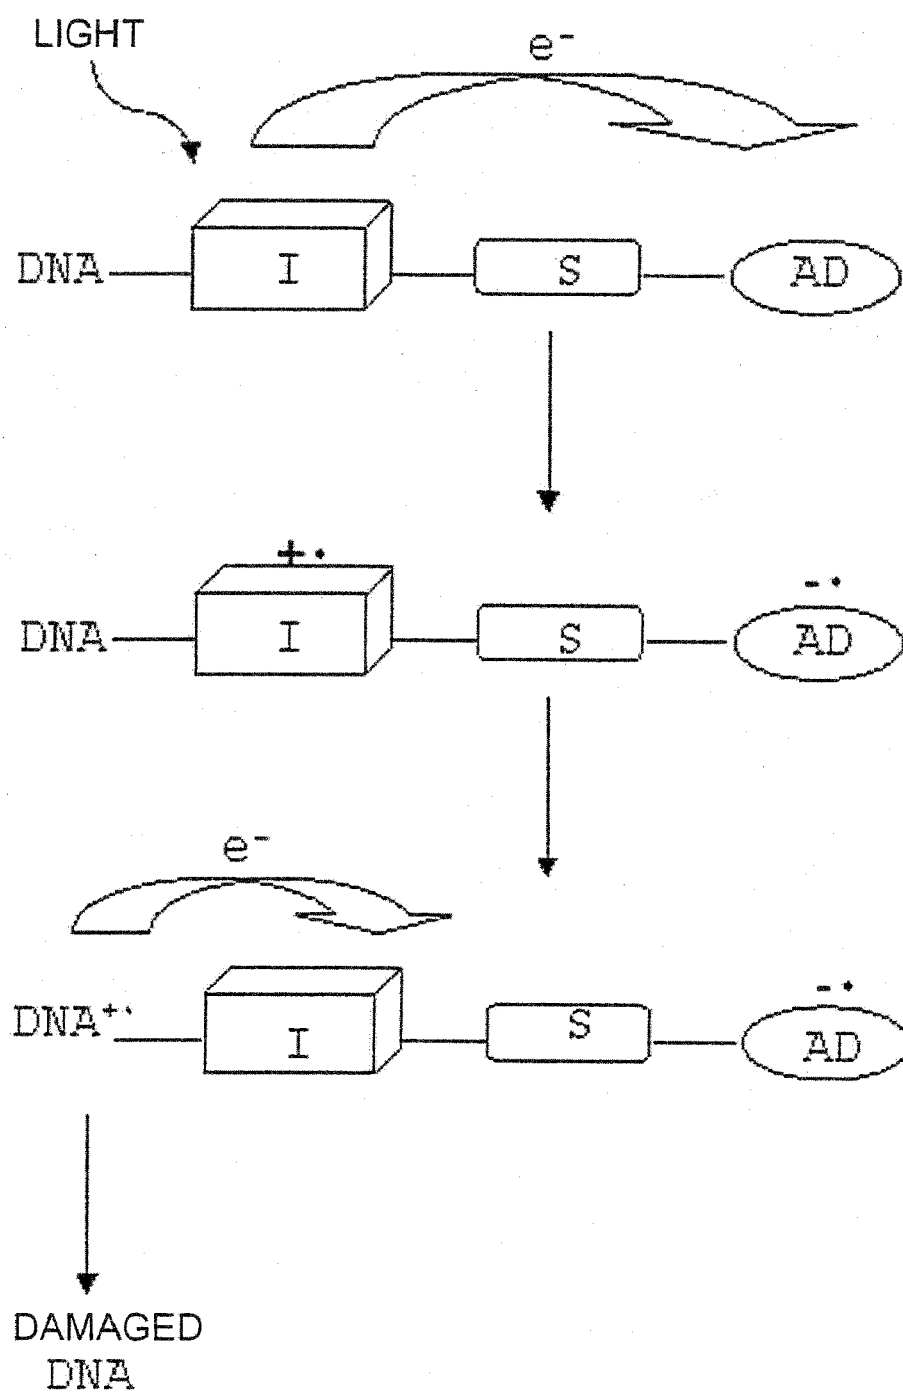 LIGHT
e⁻
DNA I S AD
+· -·
DNA I S AD
e⁻
-·
DNA⁺· I S AD
DAMAGED
DNA